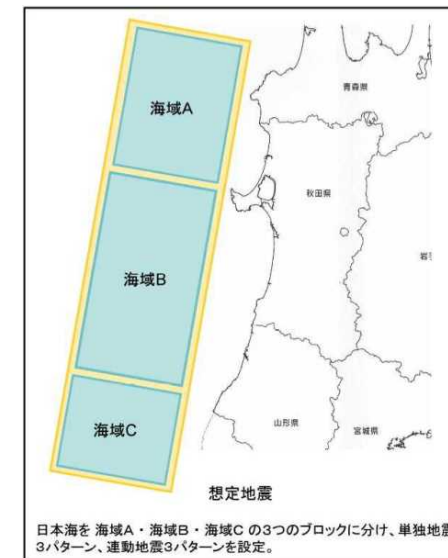 青森県
海域A
秋田県
岩
海域B
海域C
山形県
宮城県
想定地震
日本海を 海域A・海域B・海域C の3つのブロックに分け、単独地震
3パターン、連動地震3パターンを設定。